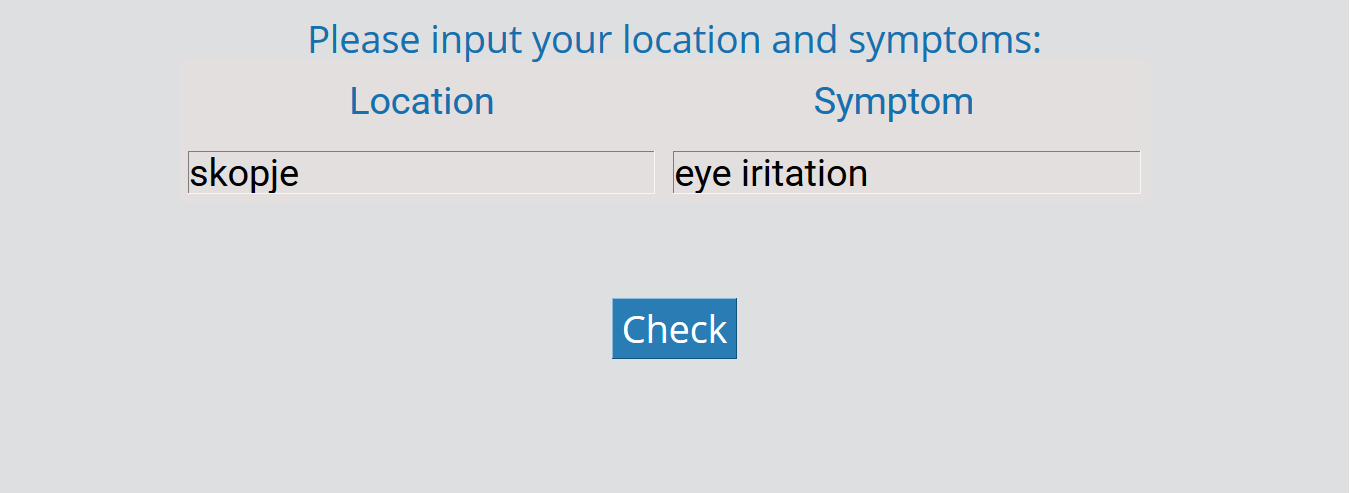 Please input your location and symptoms:
Location Symptom
skopje eye iritation
Check